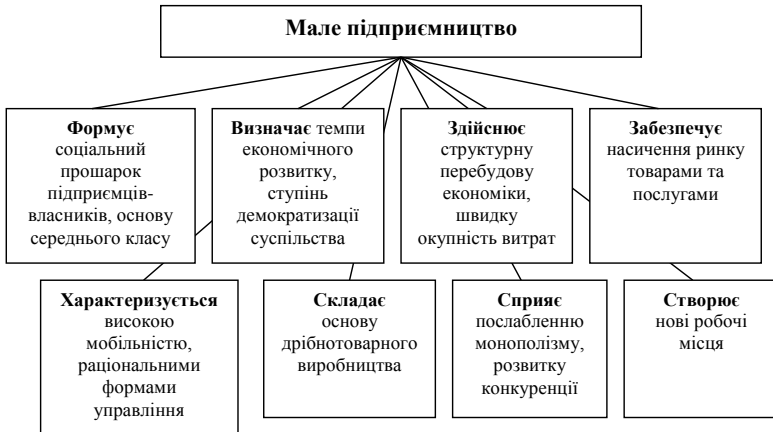 Мале підприємництво
Формує
соціальний
прошарок
підприємців-
власників, основу
середнього класу
Визначає темпи
економічного
розвитку,
ступінь
демократизації
суспільства
Здійснює
структурну
перебудову
економіки,
швидку
окупність витрат
Забезпечує
насичення ринку
товарами та
послугами
Характеризується
високою
мобільністю,
раціональними
формами
управління
Складає
основу
дрібнотоварного
виробництва
Сприяє
послабленню
монополізму,
розвитку
конкуренції
Створює
нові робочі
місця